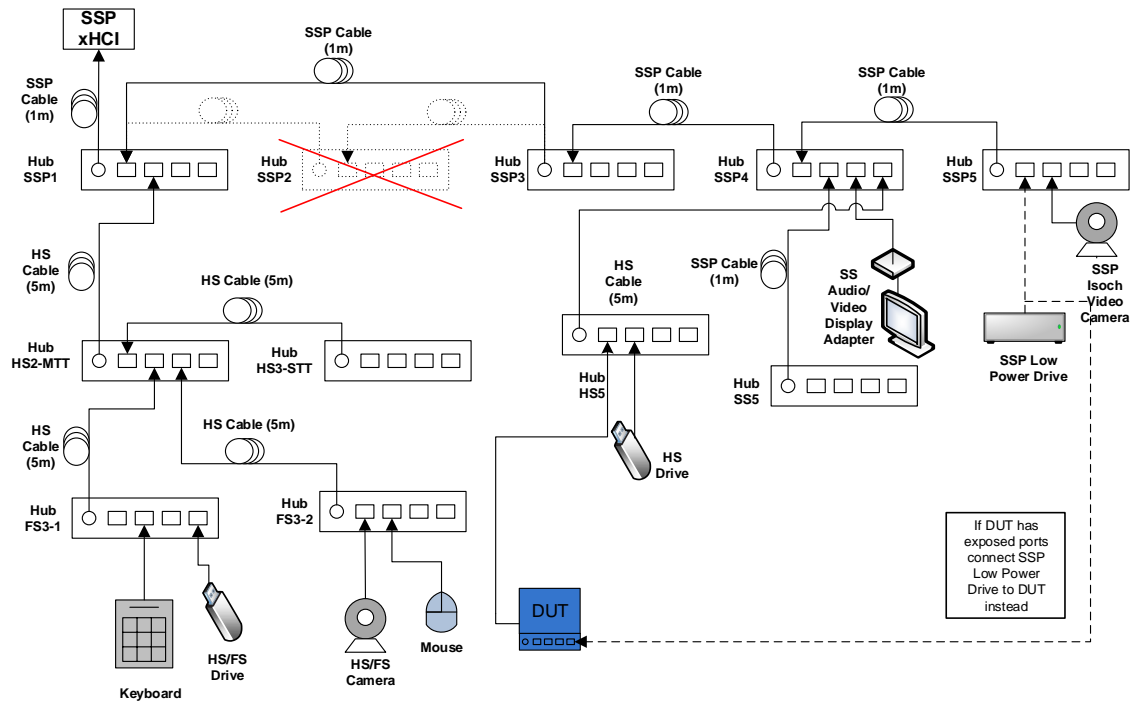 SSP
xHCI
SSP
Cable
(1m)
SSP Cable
(1m)
SSP Cable
(1m)
SSP Cable
(1m)
Hub
SSP1
Hub
SSP2
Hub
SSP3
Hub
SSP4
Hub
SSP5
HS
Cable
(5m)
HS Cable (5m)
HS
Cable
(5m)
SSP Cable
(1m)
SS
Audio/
Video
Display
Adapter
SSP
Isoch
Video
Camera
SSP Low
Power Drive
Hub
HS2-MTT
Hub
HS3-STT
Hub
HS5
Hub
SS5
HS
Cable
(5m)
HS Cable (5m)
HS
Drive
Hub
FS3-1
Hub
FS3-2
If DUT has
exposed ports
connect SSP
Low Power
Drive to DUT
instead
DUT
Keyboard
HS/FS
Drive
HS/FS
Camera
Mouse